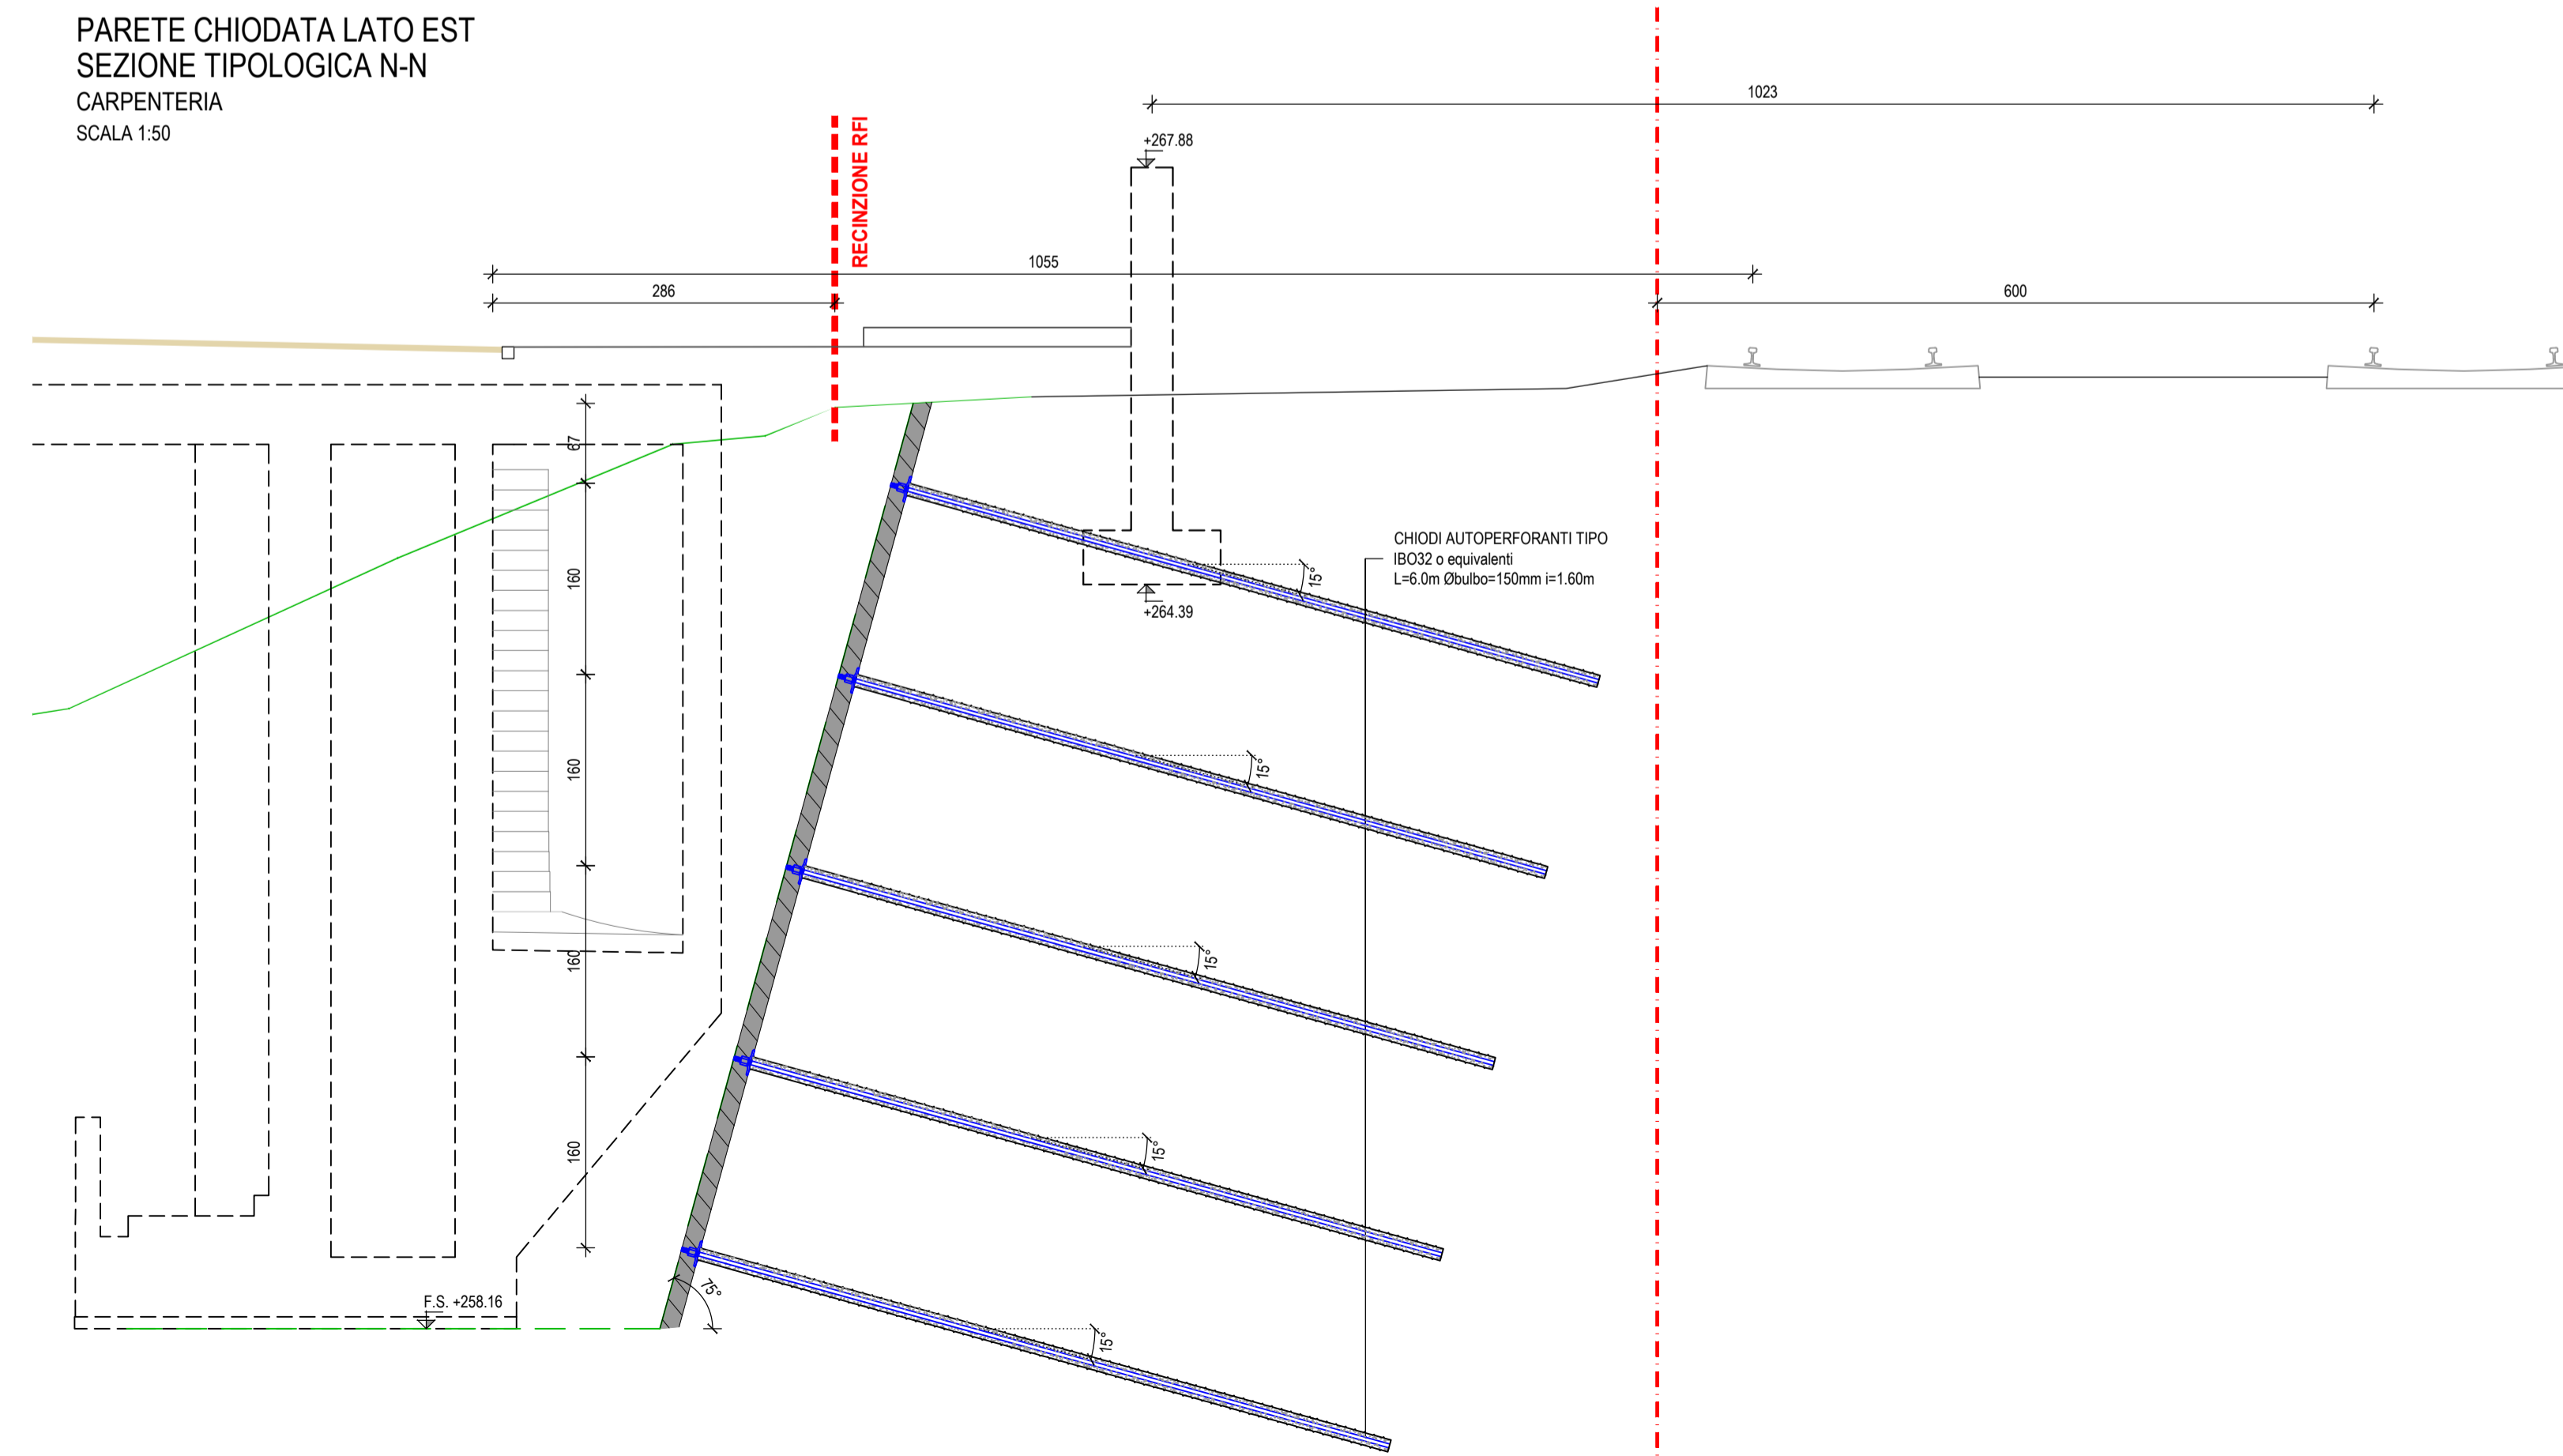 PARETE CHIODATA LATO EST
SEZIONE TIPOLOGICA N-N
CARPENTERIA
SCALA 1:50
1023
+267.88
RECINZIONE RFI
1055
286
600
67
160
CHIODI AUTOPERFORANTI TIPO
IBO32 o equivalenti
L=6.0m Øbulbo=150mm i=1.60m
15°
+264.39
160
15°
160
15°
160
15°
75°
F.S. +258.16
15°